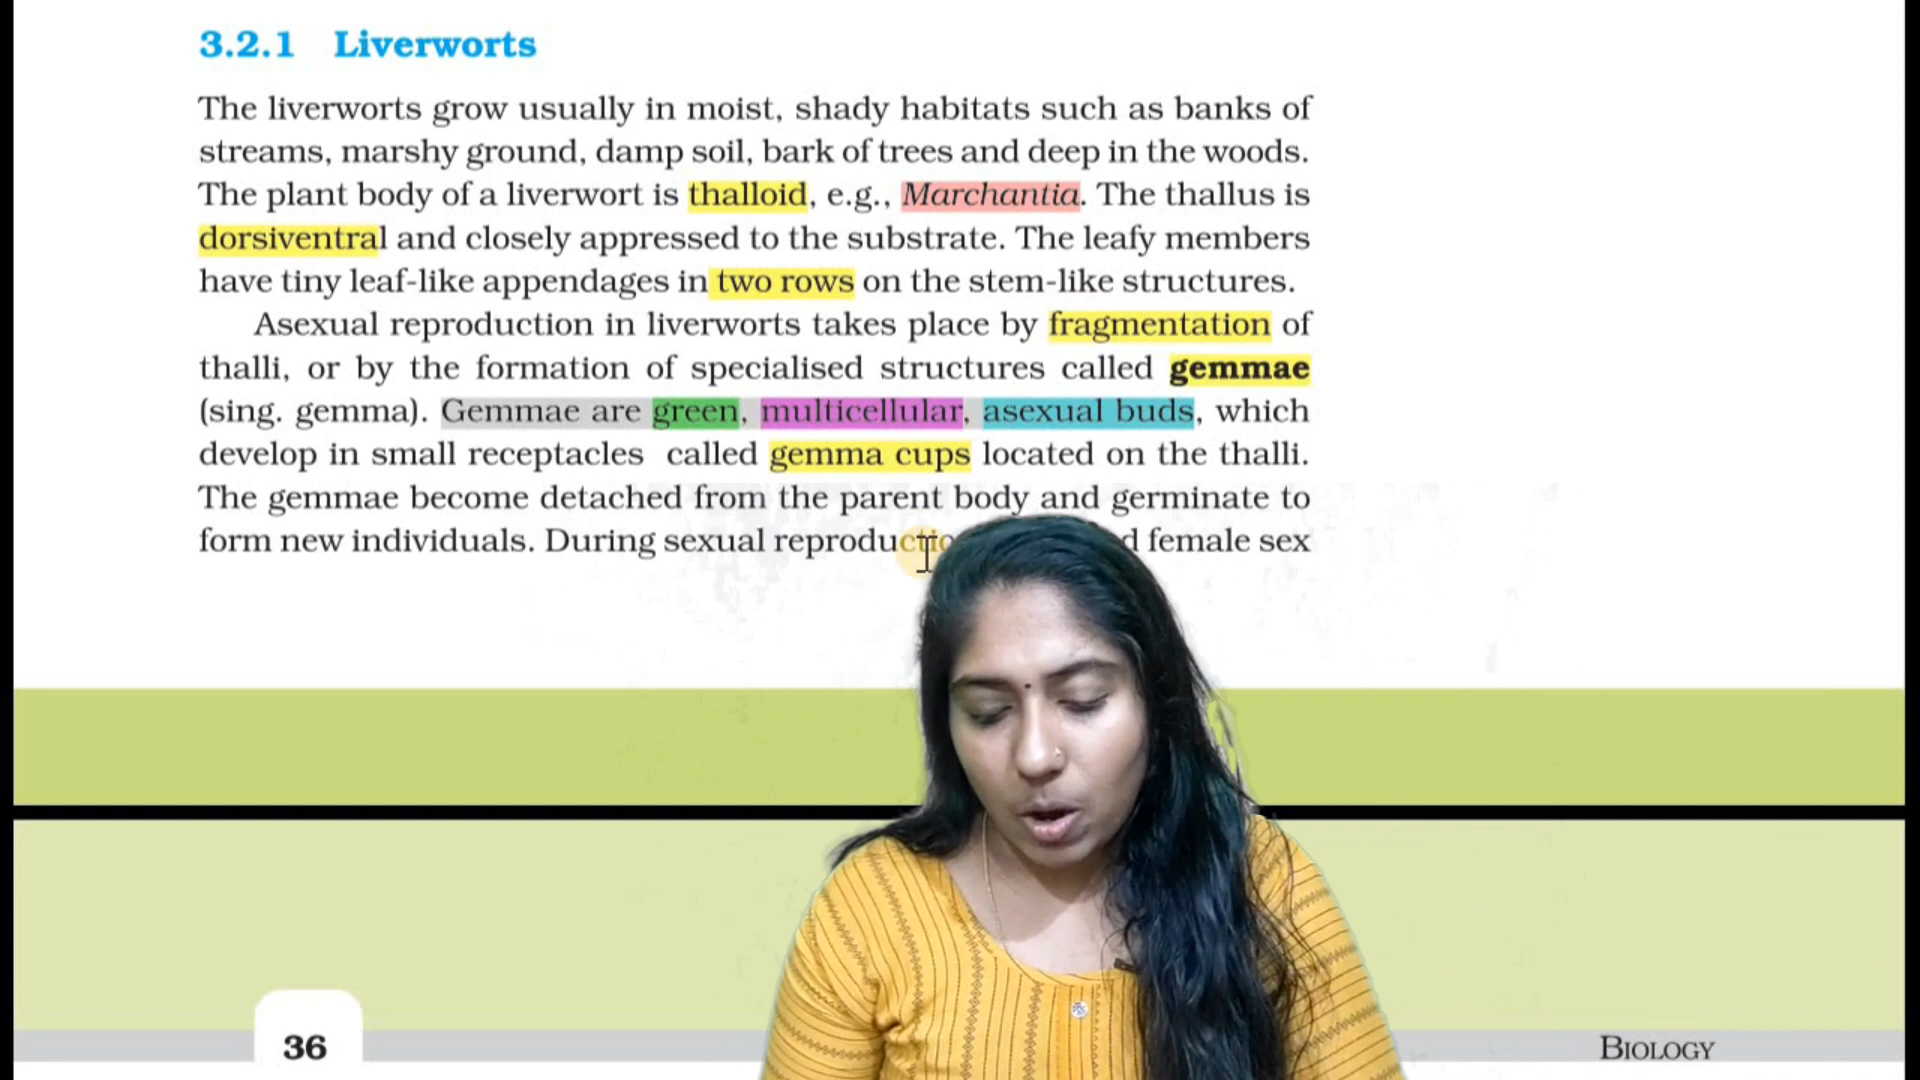 3.2.1 Liverworts
The liverworts grow usually in moist, shady habitats such as banks of
streams, marshy ground, damp soil, bark of trees and deep in the woods.
The plant body of a liverwort is thalloid, e.g., Marchantia. The thallus is
dorsiventral and closely appressed to the substrate. The leafy members
have tiny leaf-like appendages in two rows on the stem-like structures.
Asexual reproduction in liverworts takes place by fragmentation of
thalli, or by the formation of specialised structures called gemmae
(sing. gemma). Gemmae are green, multicellular, asexual buds, which
develop in small receptacles called gemma cups located on the thalli.
The gemmae become detached from the parent body and germinate to
form new individuals. During sexual female sex
36
BIOLOGY